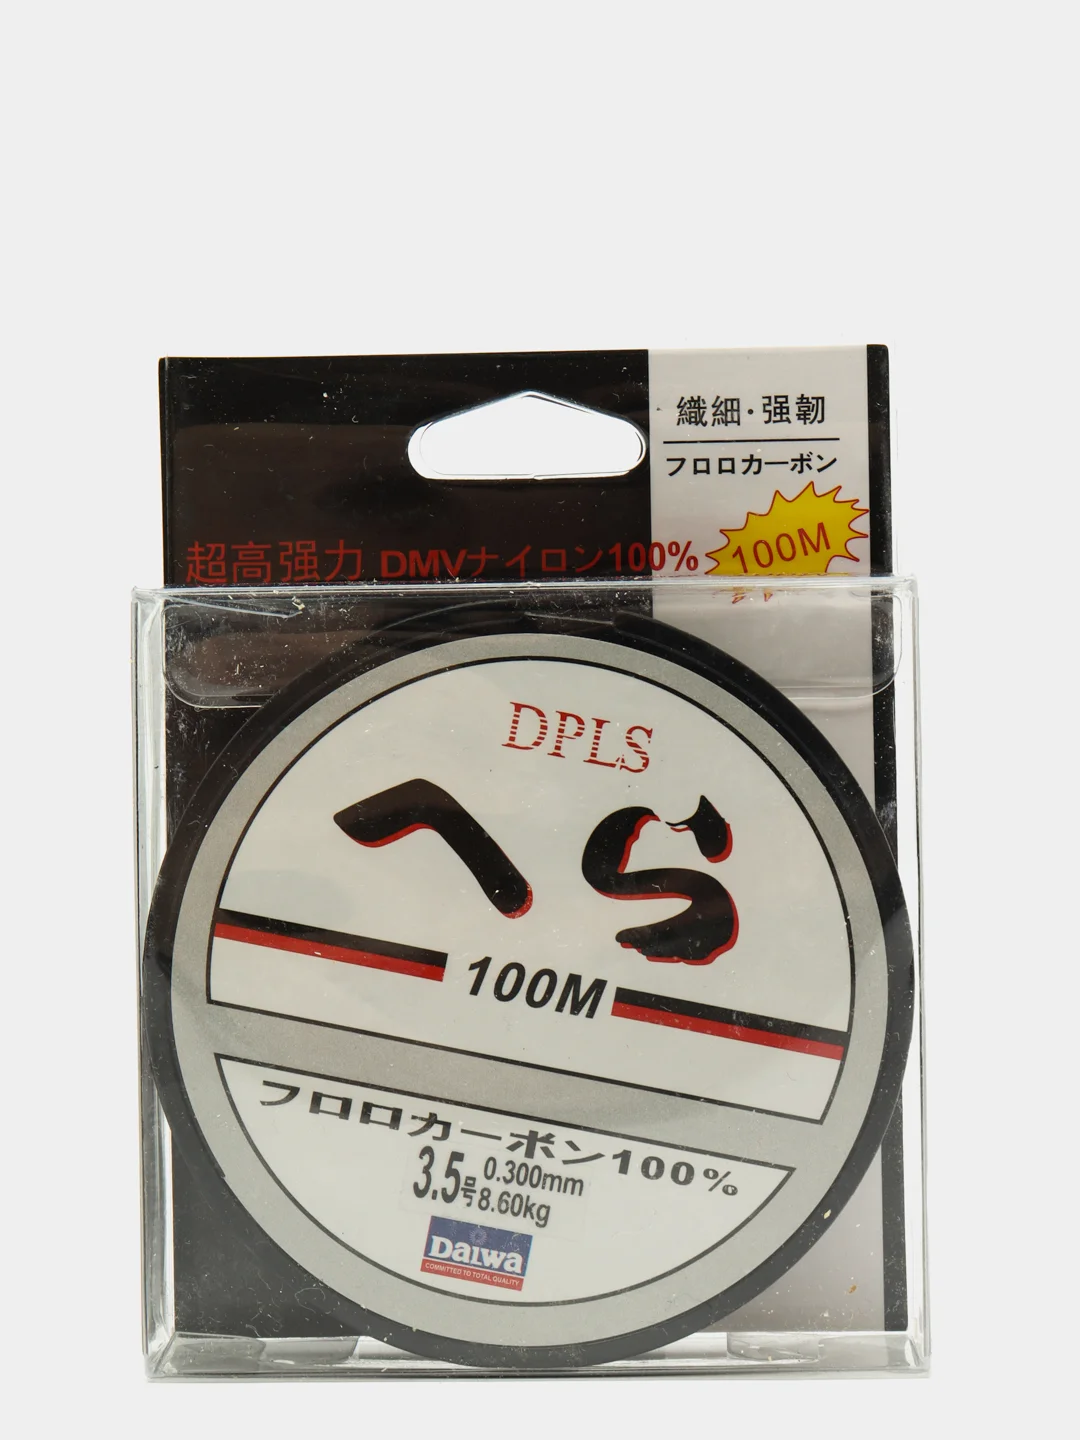 織細·强韌
フロロカーボン
100M
超高强力 DMVナイロン100%
DPLS
へら
100M
フロロカーボン100%
3.5号 0.300mm
8.60kg
Daiwa
COMMITTED TO TOTAL QUALITY